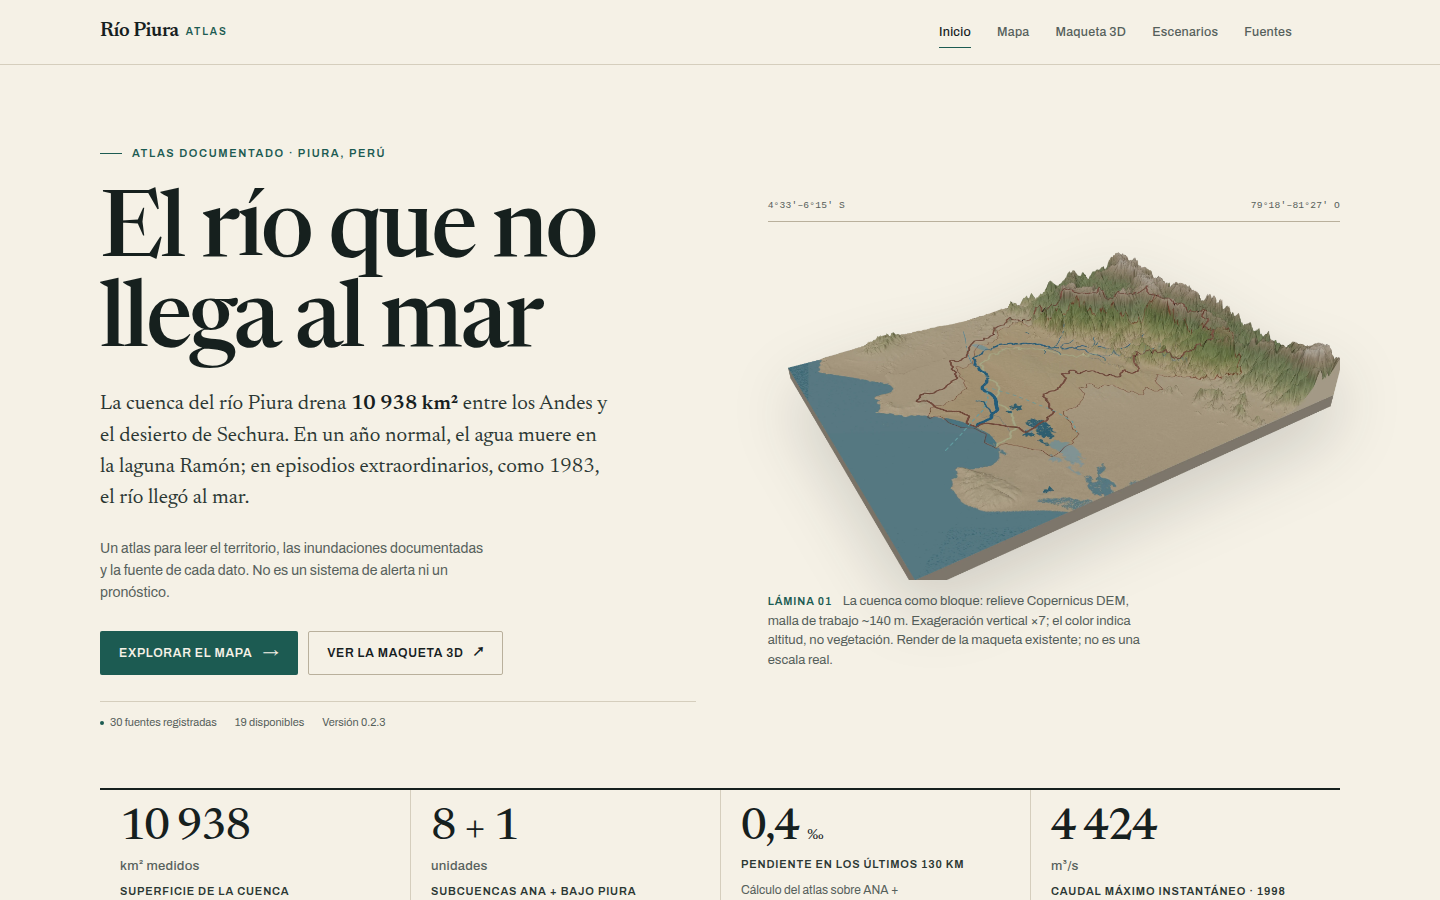 Río Piura ATLAS
Inicio Mapa Maqueta 3D Escenarios Fuentes
ATLAS DOCUMENTADO · PIURA, PERÚ
El río que no
llega al mar
La cuenca del río Piura drena 10 938 km² entre los Andes y
el desierto de Sechura. En un año normal, el agua muere en
la laguna Ramón; en episodios extraordinarios, como 1983,
el río llegó al mar.
Un atlas para leer el territorio, las inundaciones documentadas
y la fuente de cada dato. No es un sistema de alerta ni un
pronóstico.
EXPLORAR EL MAPA →
VER LA MAQUETA 3D ↗
• 30 fuentes registradas 19 disponibles Versión 0.2.3
4°33'–6°15' S
79°18'–81°27' O
LÁMINA 01 La cuenca como bloque: relieve Copernicus DEM,
malla de trabajo ~140 m. Exageración vertical ×7; el color indica
altitud, no vegetación. Render de la maqueta existente; no es una
escala real.
10 938
km² medidos
SUPERFICIE DE LA CUENCA
8 + 1
unidades
SUBCUENCAS ANA + BAJO PIURA
0,4 ‰
PENDIENTE EN LOS ÚLTIMOS 130 KM
Cálculo del atlas sobre ANA +
4 424
m³/s
CAUDAL MÁXIMO INSTANTÁNEO · 1998